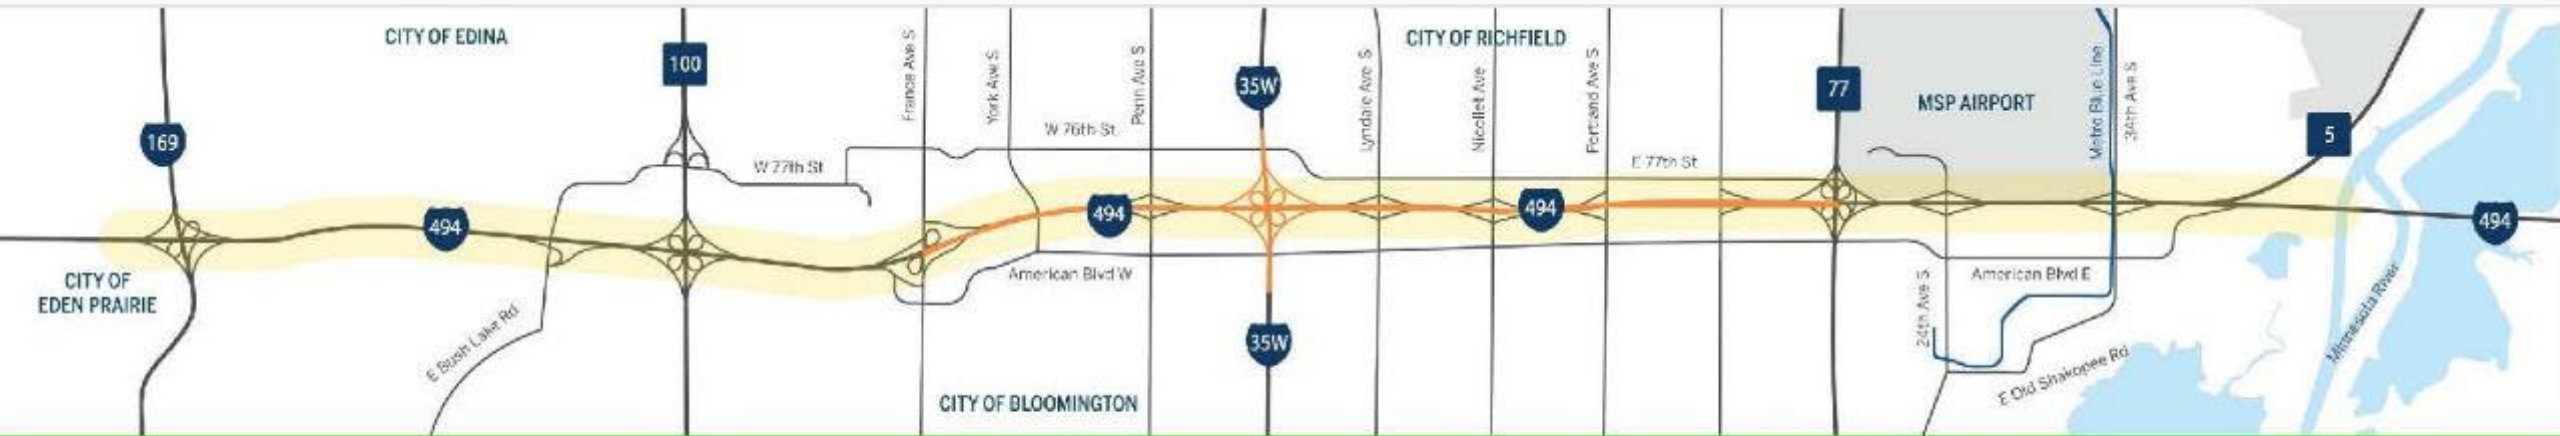 CITY OF EDINA
100
France Ave S
York Ave S
Penn Ave S
35W
Lyndale Ave S
CITY OF RICHFIELD
Nicollet Ave
Portland Ave S
77
MSP AIRPORT
Metro Blue Line
34th Ave S
5
169
W 77th St
W 76th St
E 77th St
494
494
494
494
CITY OF
EDEN PRAIRIE
E Bush Lake Rd
American Blvd W
35W
CITY OF BLOOMINGTON
24th Ave S
American Blvd E
E Old Shakopee Rd
Minnesota River